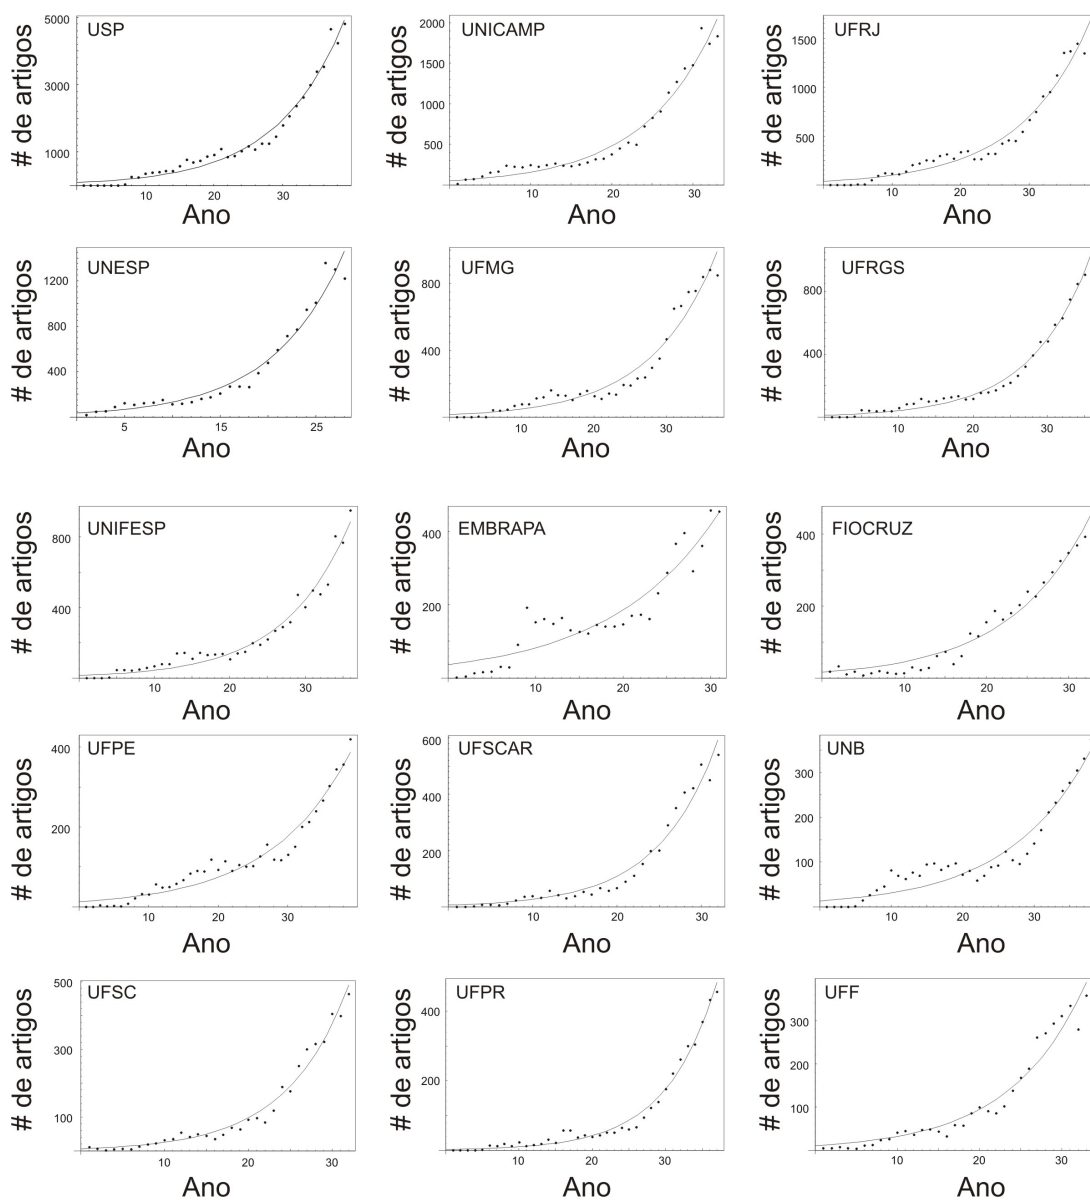 USP
# de artigos
5000
3000
1000
10
20
30
Ano
UNICAMP
# de artigos
2000
1500
1000
500
10
20
30
Ano
UFRJ
# de artigos
1500
1000
500
10
20
30
Ano
UNESP
# de artigos
1200
800
400
5
15
25
Ano
UFMG
# de artigos
800
400
10
20
30
Ano
UFRGS
# de artigos
800
400
10
20
30
Ano
UNIFESP
# de artigos
800
400
10
20
30
Ano
EMBRAPA
# de artigos
400
200
10
20
30
Ano
FIOCRUZ
# de artigos
400
200
10
20
30
Ano
UFPE
# de artigos
400
200
10
30
Ano
UFSCAR
# de artigos
600
400
200
10
20
30
Ano
UNB
# de artigos
300
200
100
10
20
30
Ano
UFSC
# de artigos
500
300
100
10
20
30
Ano
UFPR
# de artigos
400
200
10
20
30
Ano
UFF
# de artigos
300
200
100
10
20
30
Ano